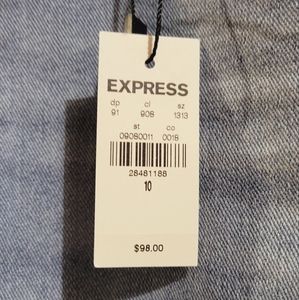 EXPRESS
dp cl sz
91 908 1313
st co
09080011 0018
28481188
10
$98.00